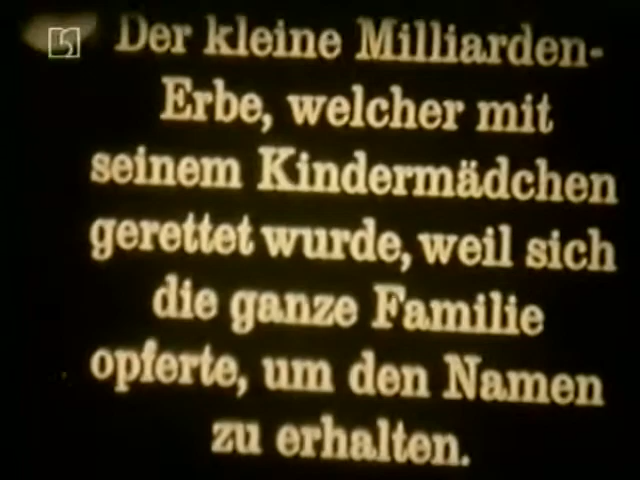 Der kleine Milliarden-
Erbe, welcher mit
seinem Kindermädchen
gerettet wurde, weil sich
die ganze Familie
opferte, um den Namen
zu erhalten.